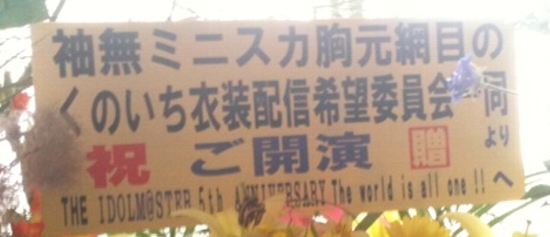 袖無ミニスカ胸元網目の
くのいち衣装配信希望委員会一同より
祝 ご開演 贈
THE IDOLM@STER 5th ANNIVERSARY The world is all one !! へ